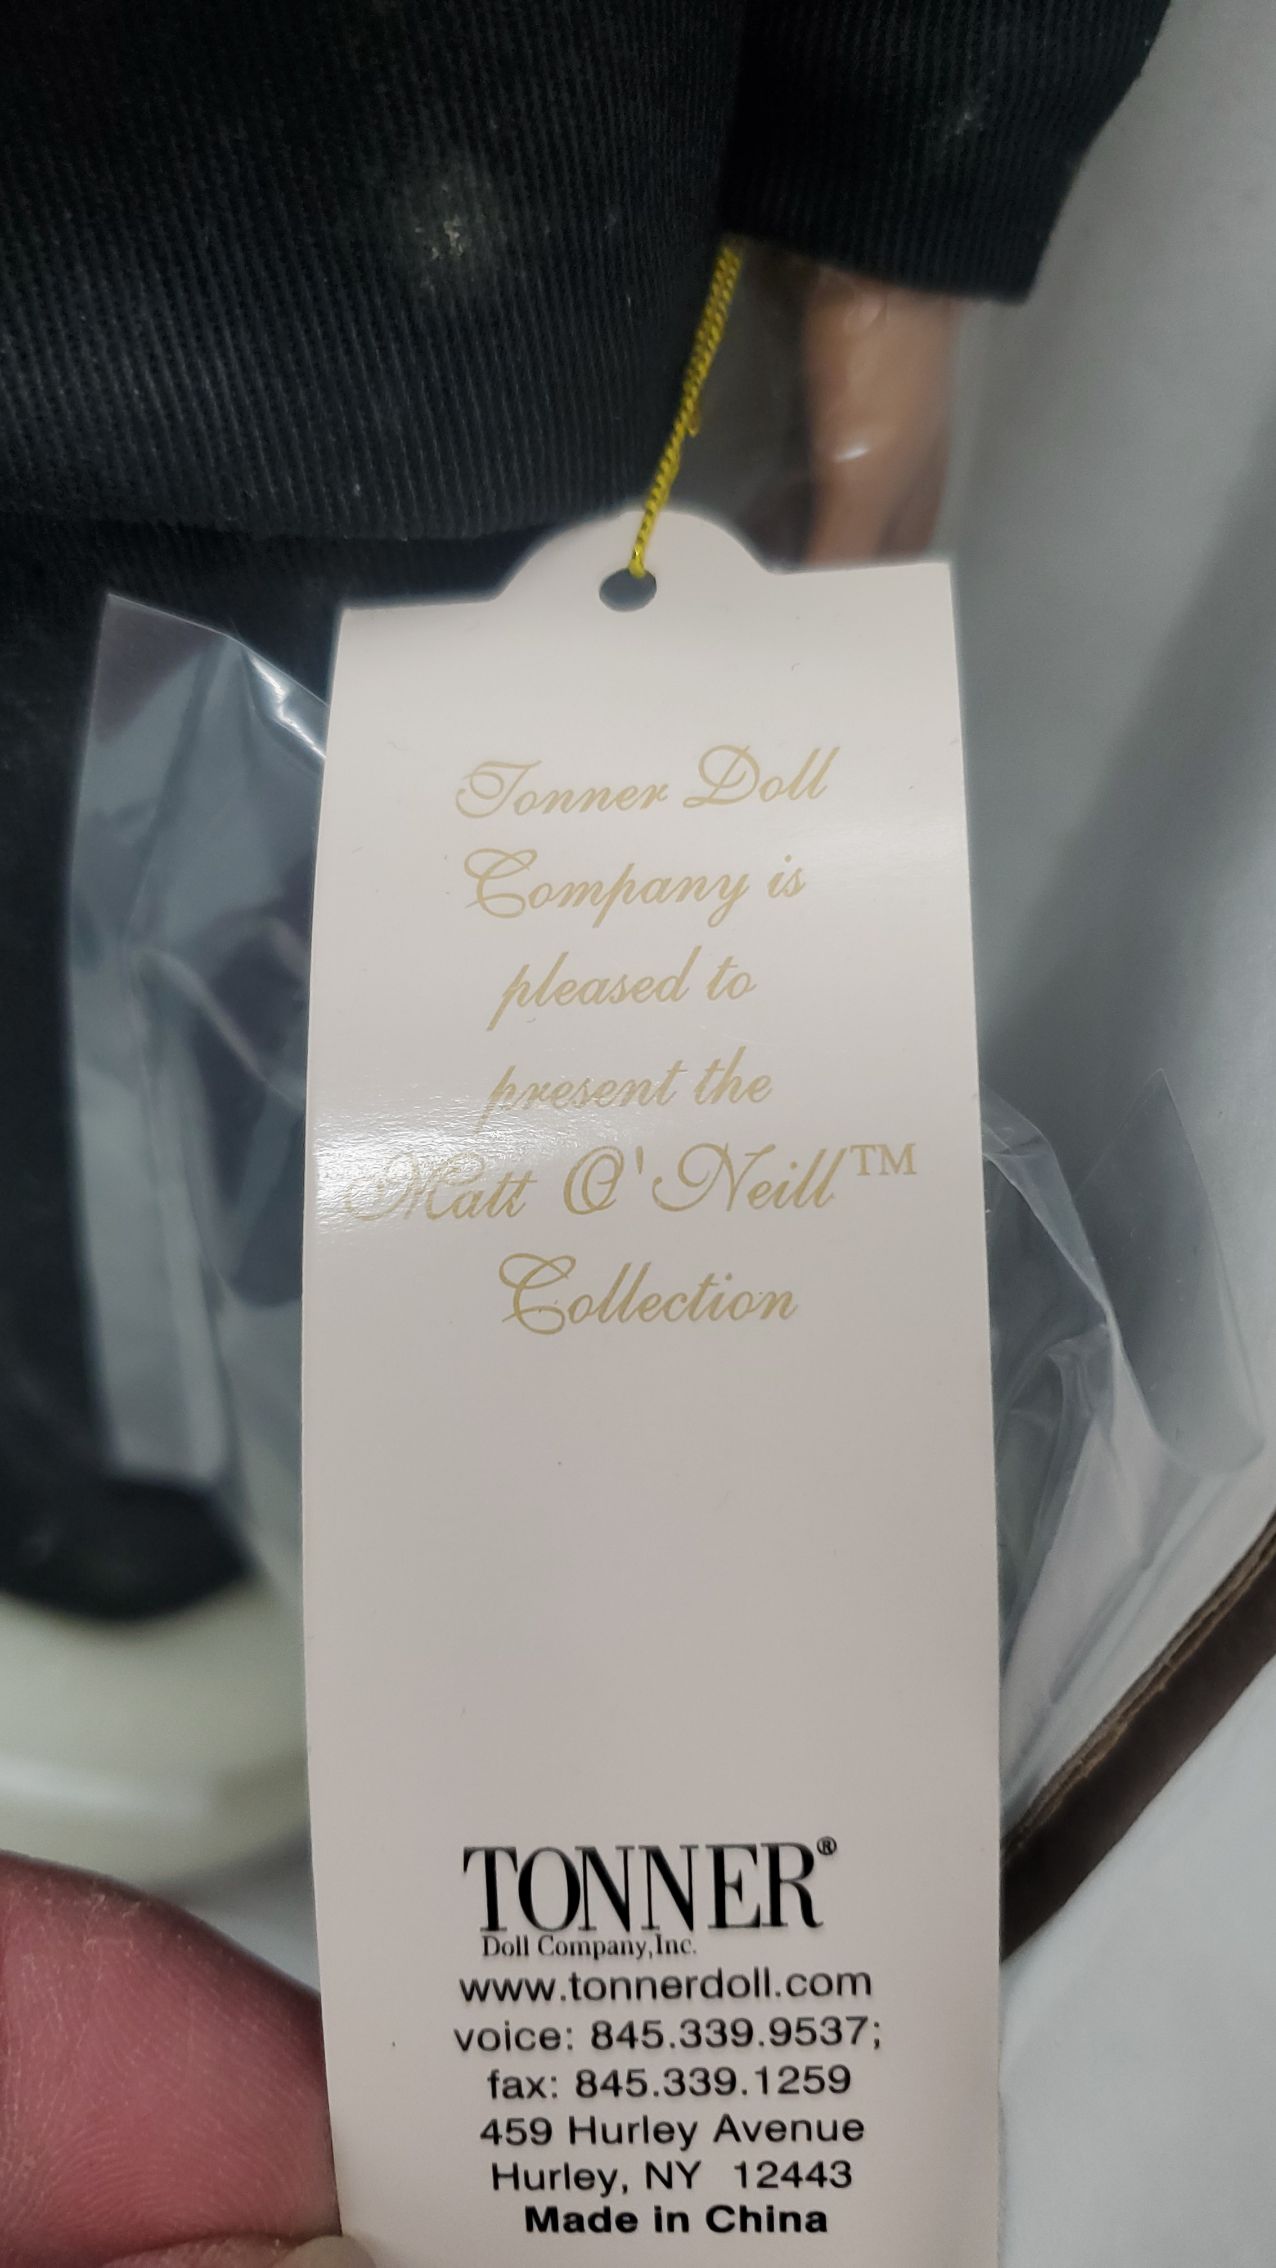 Tonner Doll
Company is
pleased to
present the
Matt O'Neill™
Collection
TONNER®
Doll Company,Inc.
www.tonnerdoll.com
voice: 845.339.9537;
fax: 845.339.1259
459 Hurley Avenue
Hurley, NY 12443
Made in China